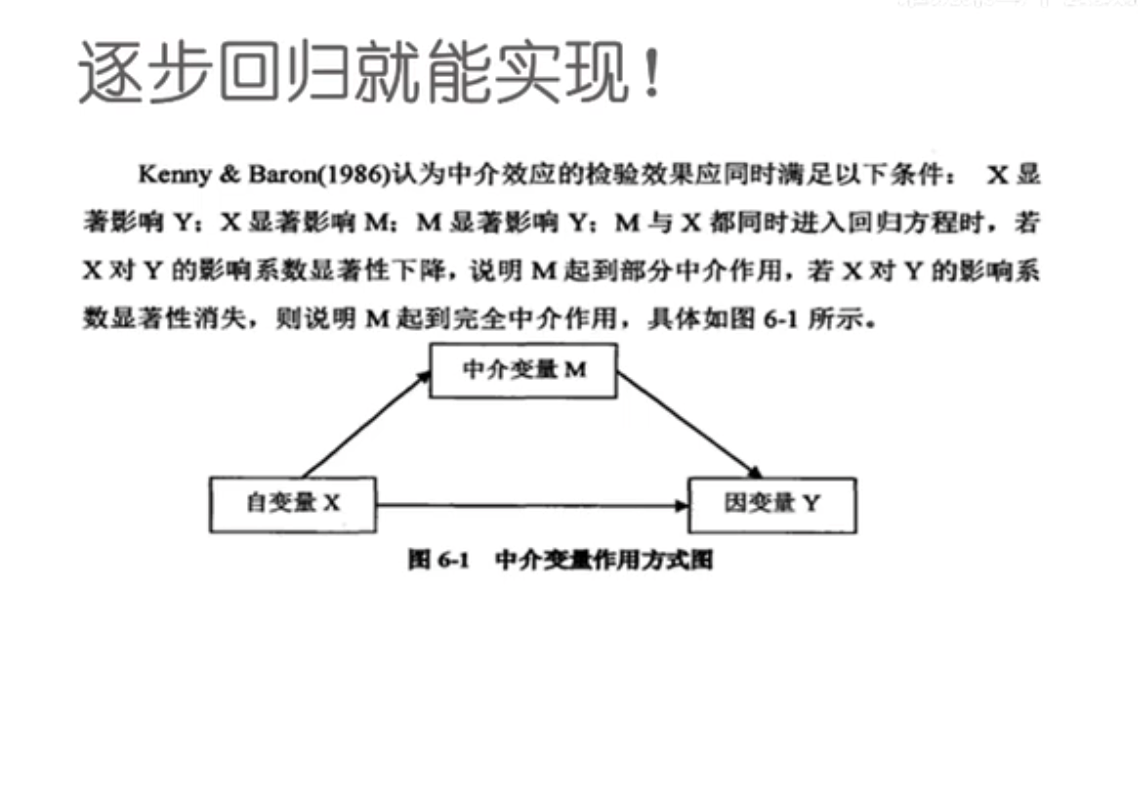 逐步回归就能实现!
Kenny & Baron(1986)认为中介效应的检验效果应同时满足以下条件： X 显
著影响 Y；X 显著影响 M；M 显著影响 Y；M 与 X 都同时进入回归方程时，若
X 对 Y 的影响系数显著性下降，说明 M 起到部分中介作用，若 X 对 Y 的影响系
数显著性消失，则说明 M 起到完全中介作用，具体如图 6-1 所示。
中介变量 M
自变量 X
因变量 Y
图 6-1 中介变量作用方式图